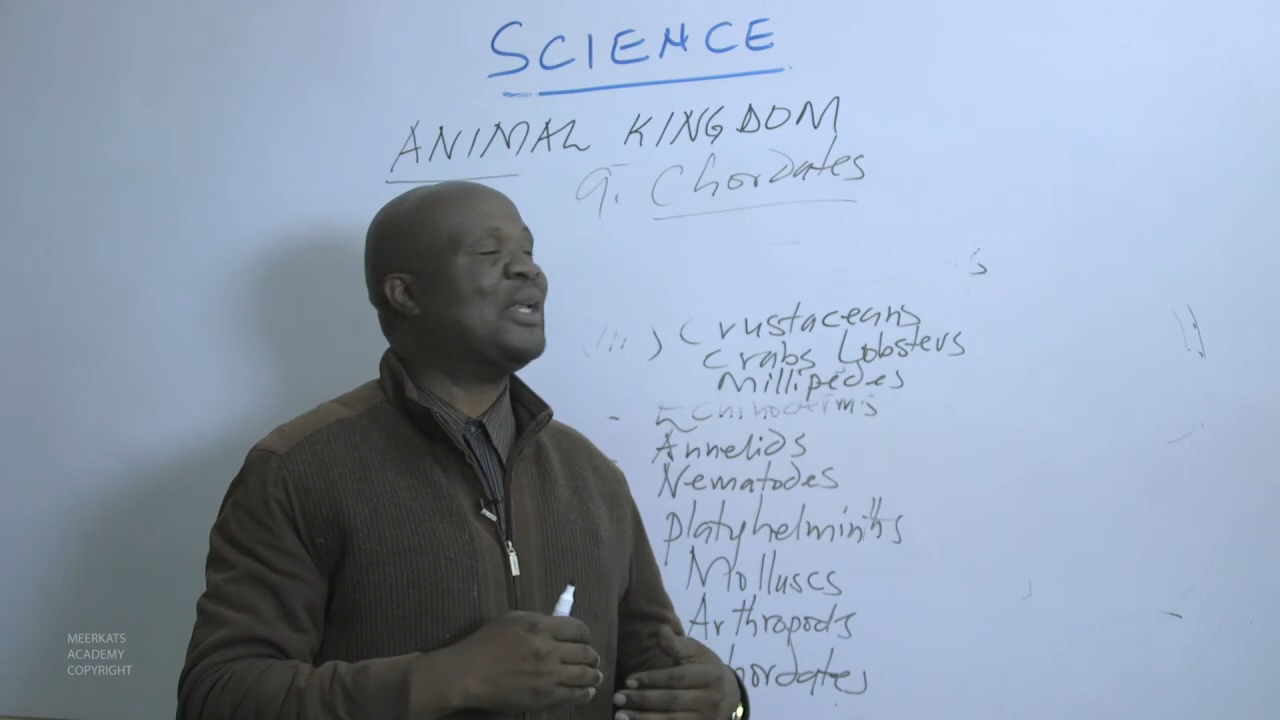 SCIENCE
ANIMAL KINGDOM
9. Chordates
(iii) Crustaceans
Crabs Lobsters
Millipedes
- Echinoderms
Annelids
Nematodes
Platyhelminths
Molluscs
Arthropods
hordates
MEERKATS
ACADEMY
COPYRIGHT